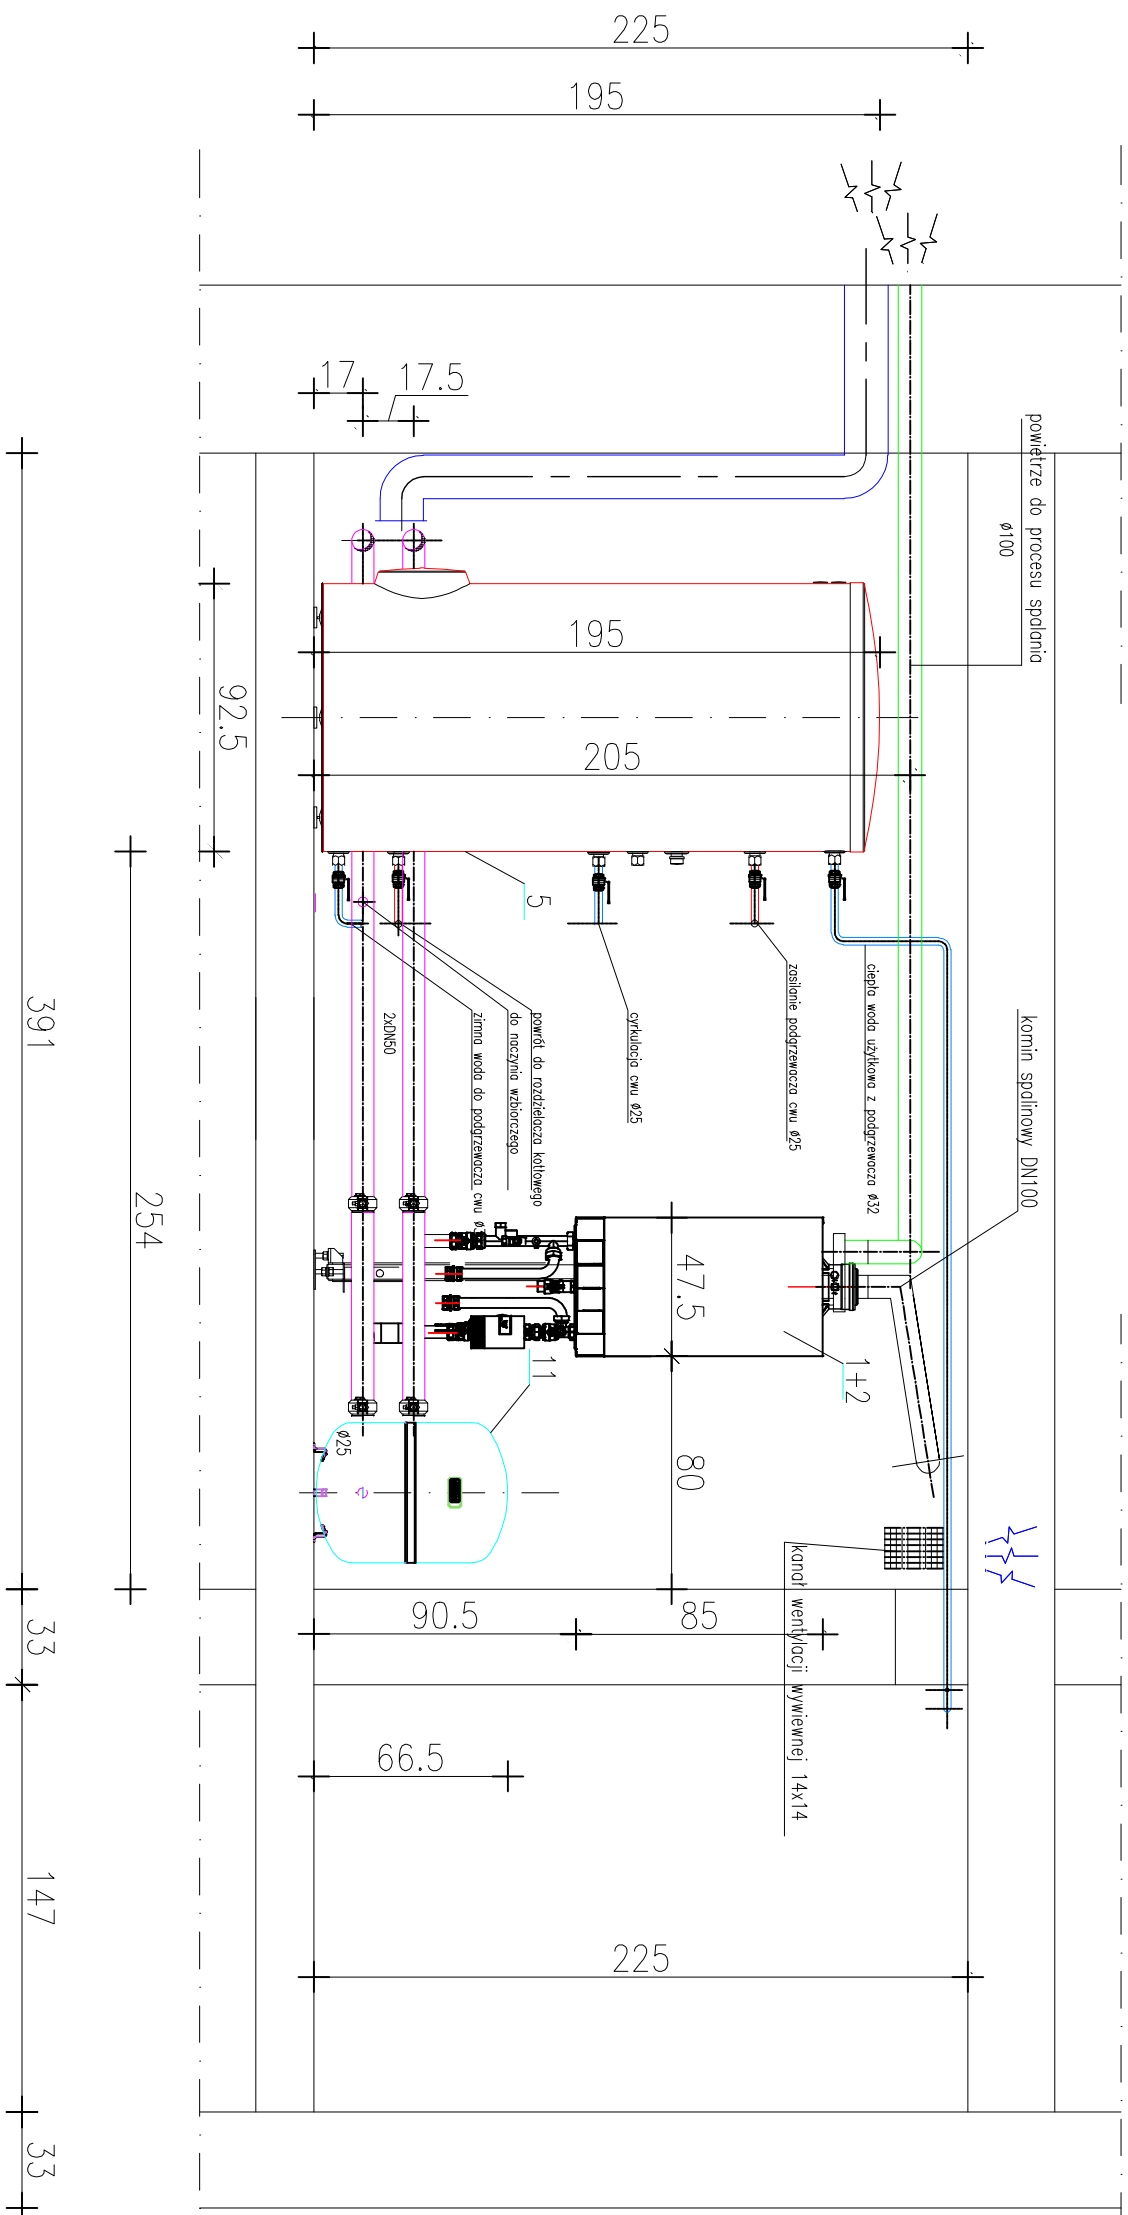 225
195
17
17.5
powietrze do procesu spalania
ø100
195
92.5
205
5
391
254
ciepła woda użytkowa z podgrzewacza ø32
zasilanie podgrzewacza cwu ø25
cyrkulacja cwu ø25
powrót do rozdzielacza kotłowego
do naczynia wzbiorczego
zimna woda do podgrzewacza cwu
2xDN50
komin spalinowy DN100
47.5
1+2
11
80
ø25
e
kanał wentylacji wywiewnej 14x14
90.5
85
33
66.5
147
225
33